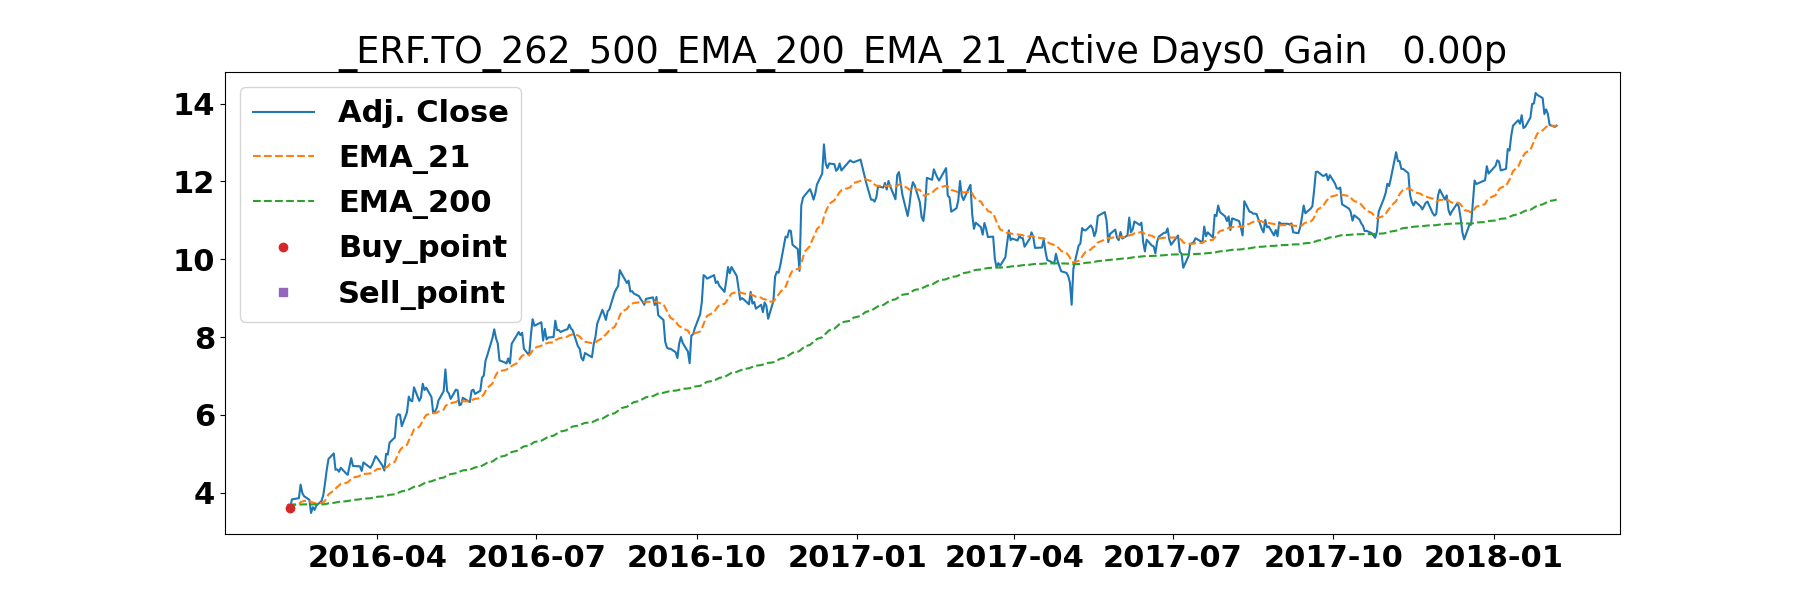 _ERF.TO_262_500_EMA_200_EMA_21_Active Days0_Gain   0.00p
14
12
10
8
6
4
Adj. Close
EMA_21
EMA_200
Buy_point
Sell_point
2016-04 2016-07 2016-10 2017-01 2017-04 2017-07 2017-10 2018-01